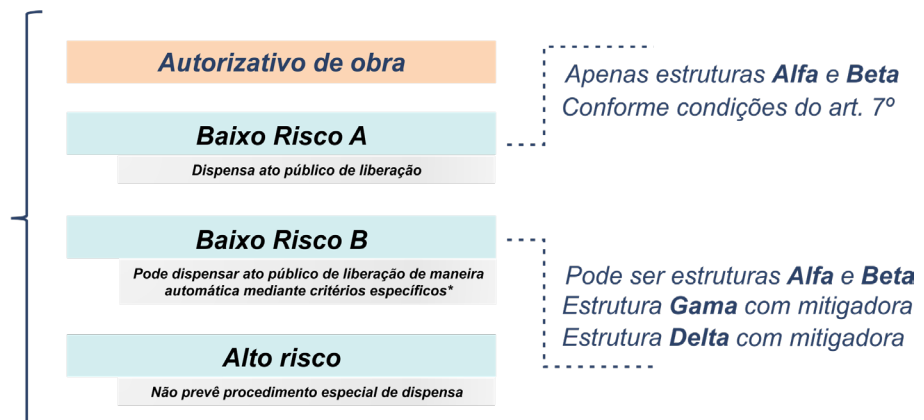 Autorizativo de obra
Baixo Risco A
Dispensa ato público de liberação
Baixo Risco B
Pode dispensar ato público de liberação de maneira
automática mediante critérios específicos*
Alto risco
Não prevê procedimento especial de dispensa
Apenas estruturas Alfa e Beta
Conforme condições do art. 7º
Pode ser estruturas Alfa e Beta
Estrutura Gama com mitigadora
Estrutura Delta com mitigadora